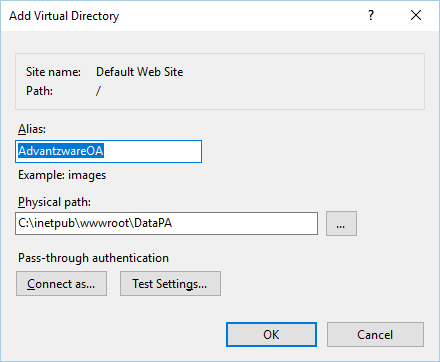 Add Virtual Directory
?
Site name: Default Web Site
Path: /
Alias:
AdvantzwareOA
Example: images
Physical path:
C:\inetpub\wwwroot\DataPA
...
Pass-through authentication
Connect as... Test Settings...
OK Cancel